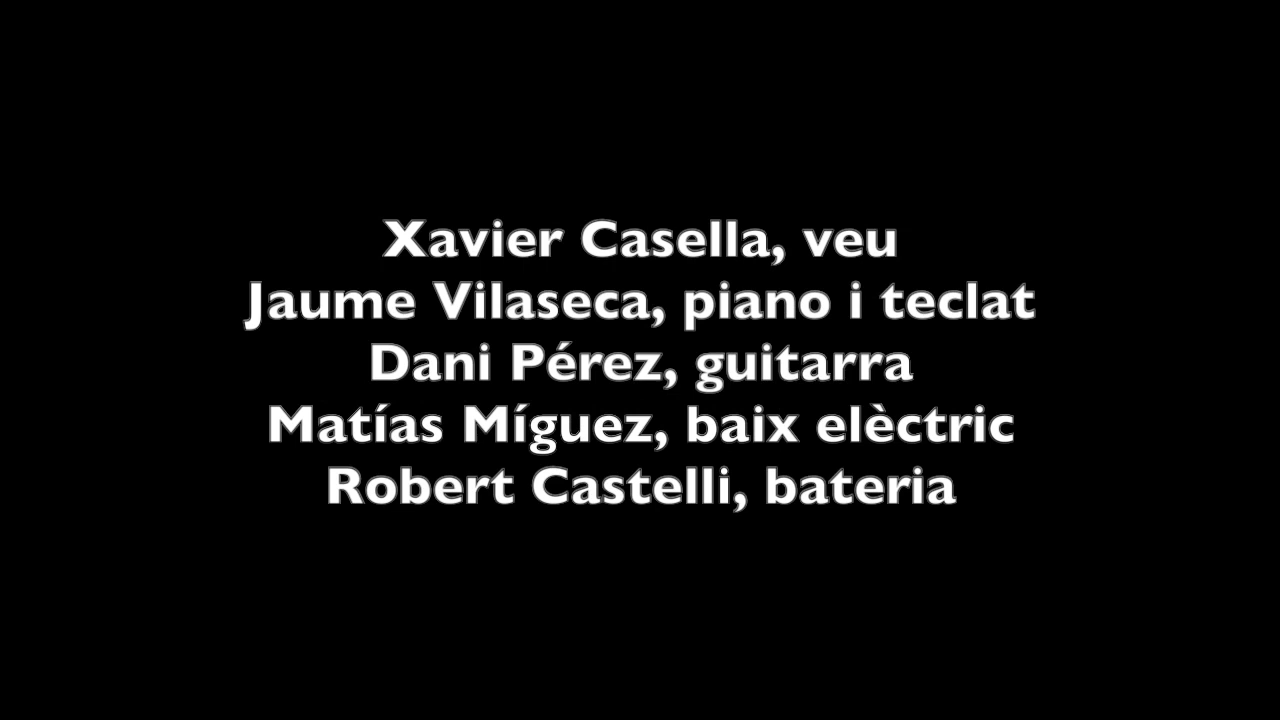 Xavier Casella, veu
Jaume Vilaseca, piano i teclat
Dani Pérez, guitarra
Matías Míguez, baix elèctric
Robert Castelli, bateria